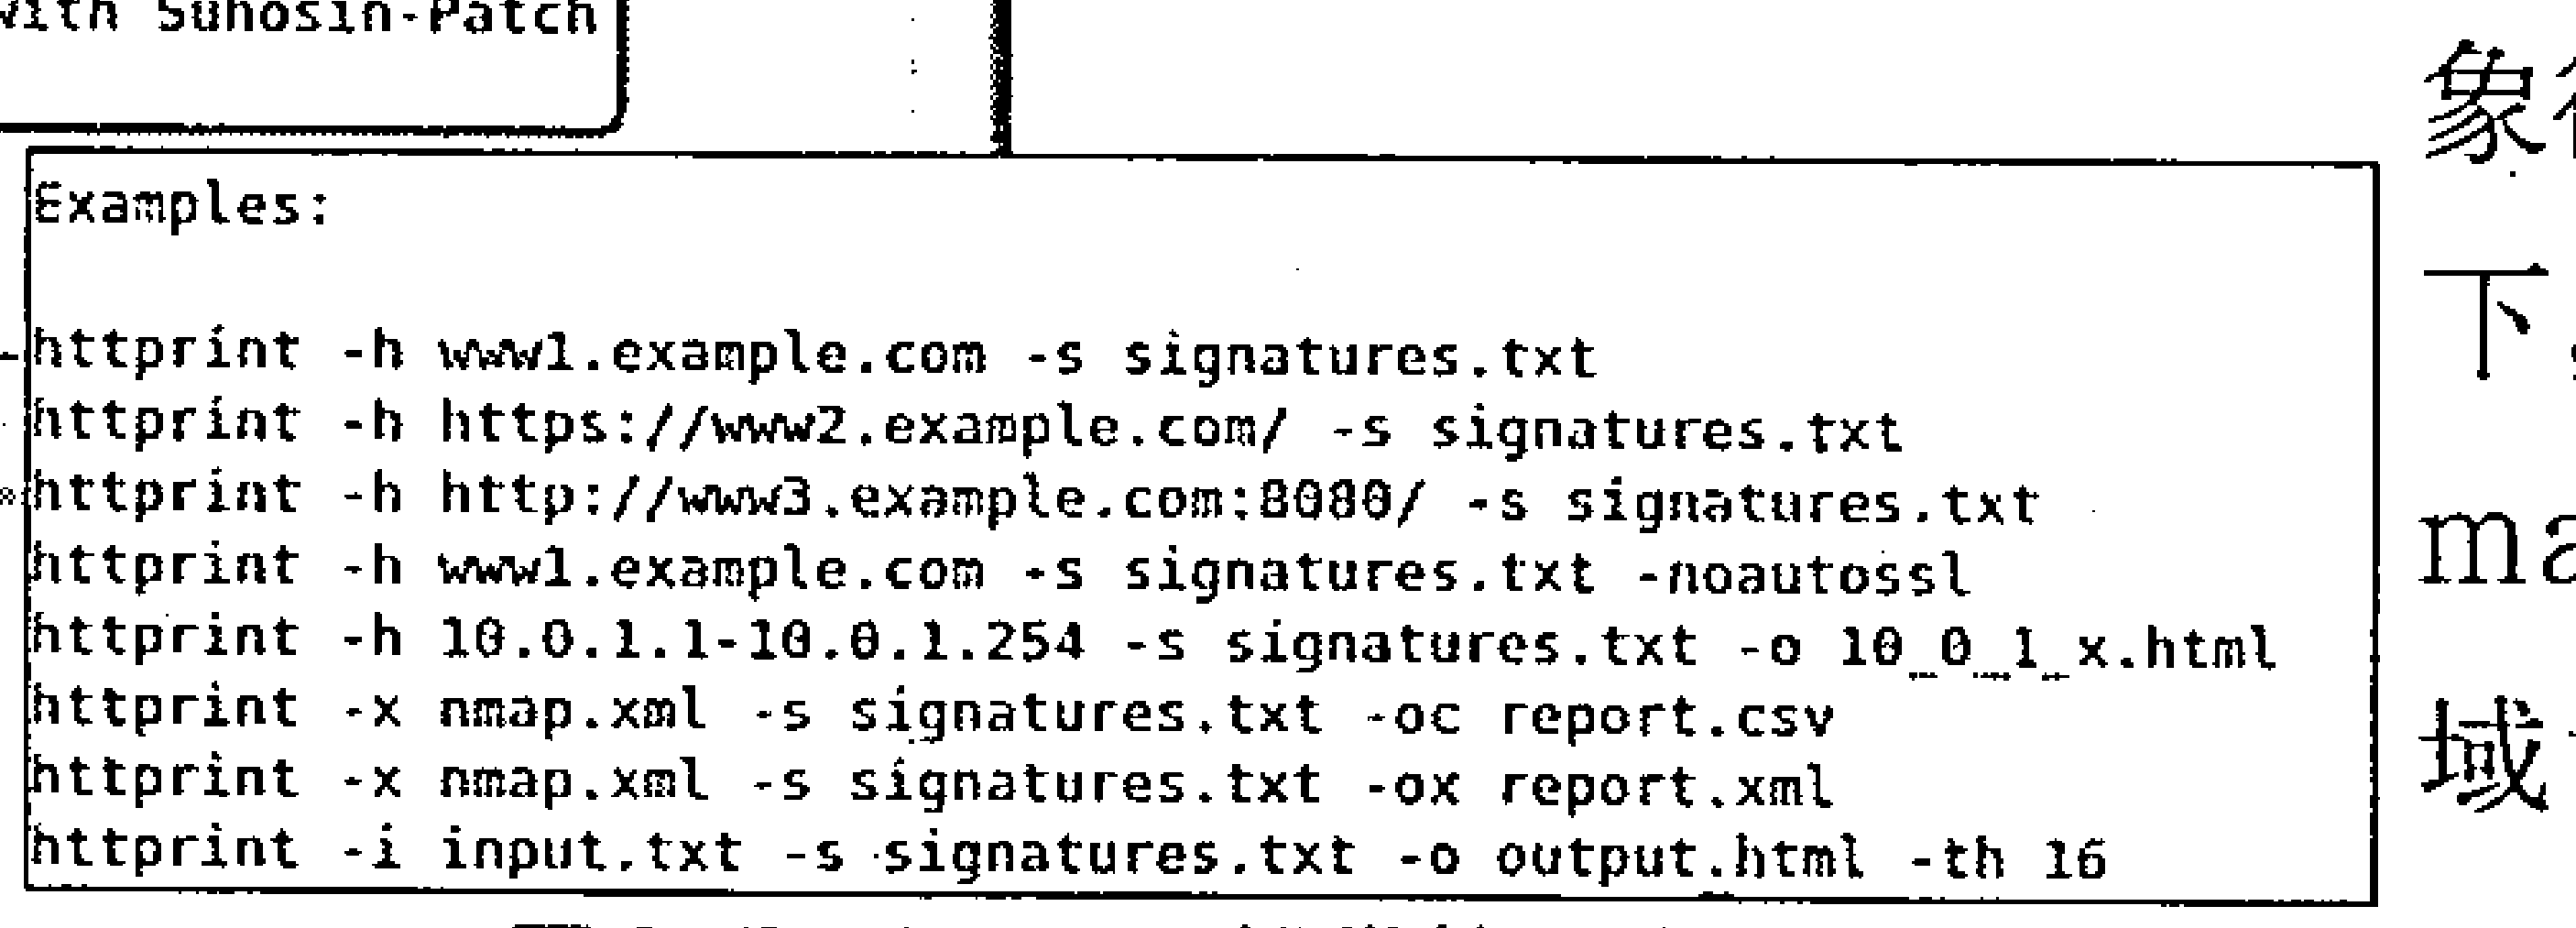 with Suhosin-Patch
Examples:
httprint -h www1.example.com -s signatures.txt
httprint -h https://www2.example.com/ -s signatures.txt
httprint -h http://www3.example.com:8080/ -s signatures.txt
httprint -h www1.example.com -s signatures.txt -noautossl
httprint -h 10.0.1.1-10.0.1.254 -s signatures.txt -o 10_0_1_x.html
httprint -x nmap.xml -s signatures.txt -oc report.csv
httprint -x nmap.xml -s signatures.txt -ox report.xml
httprint -i input.txt -s signatures.txt -o output.html -th 16
象
下
ma
域